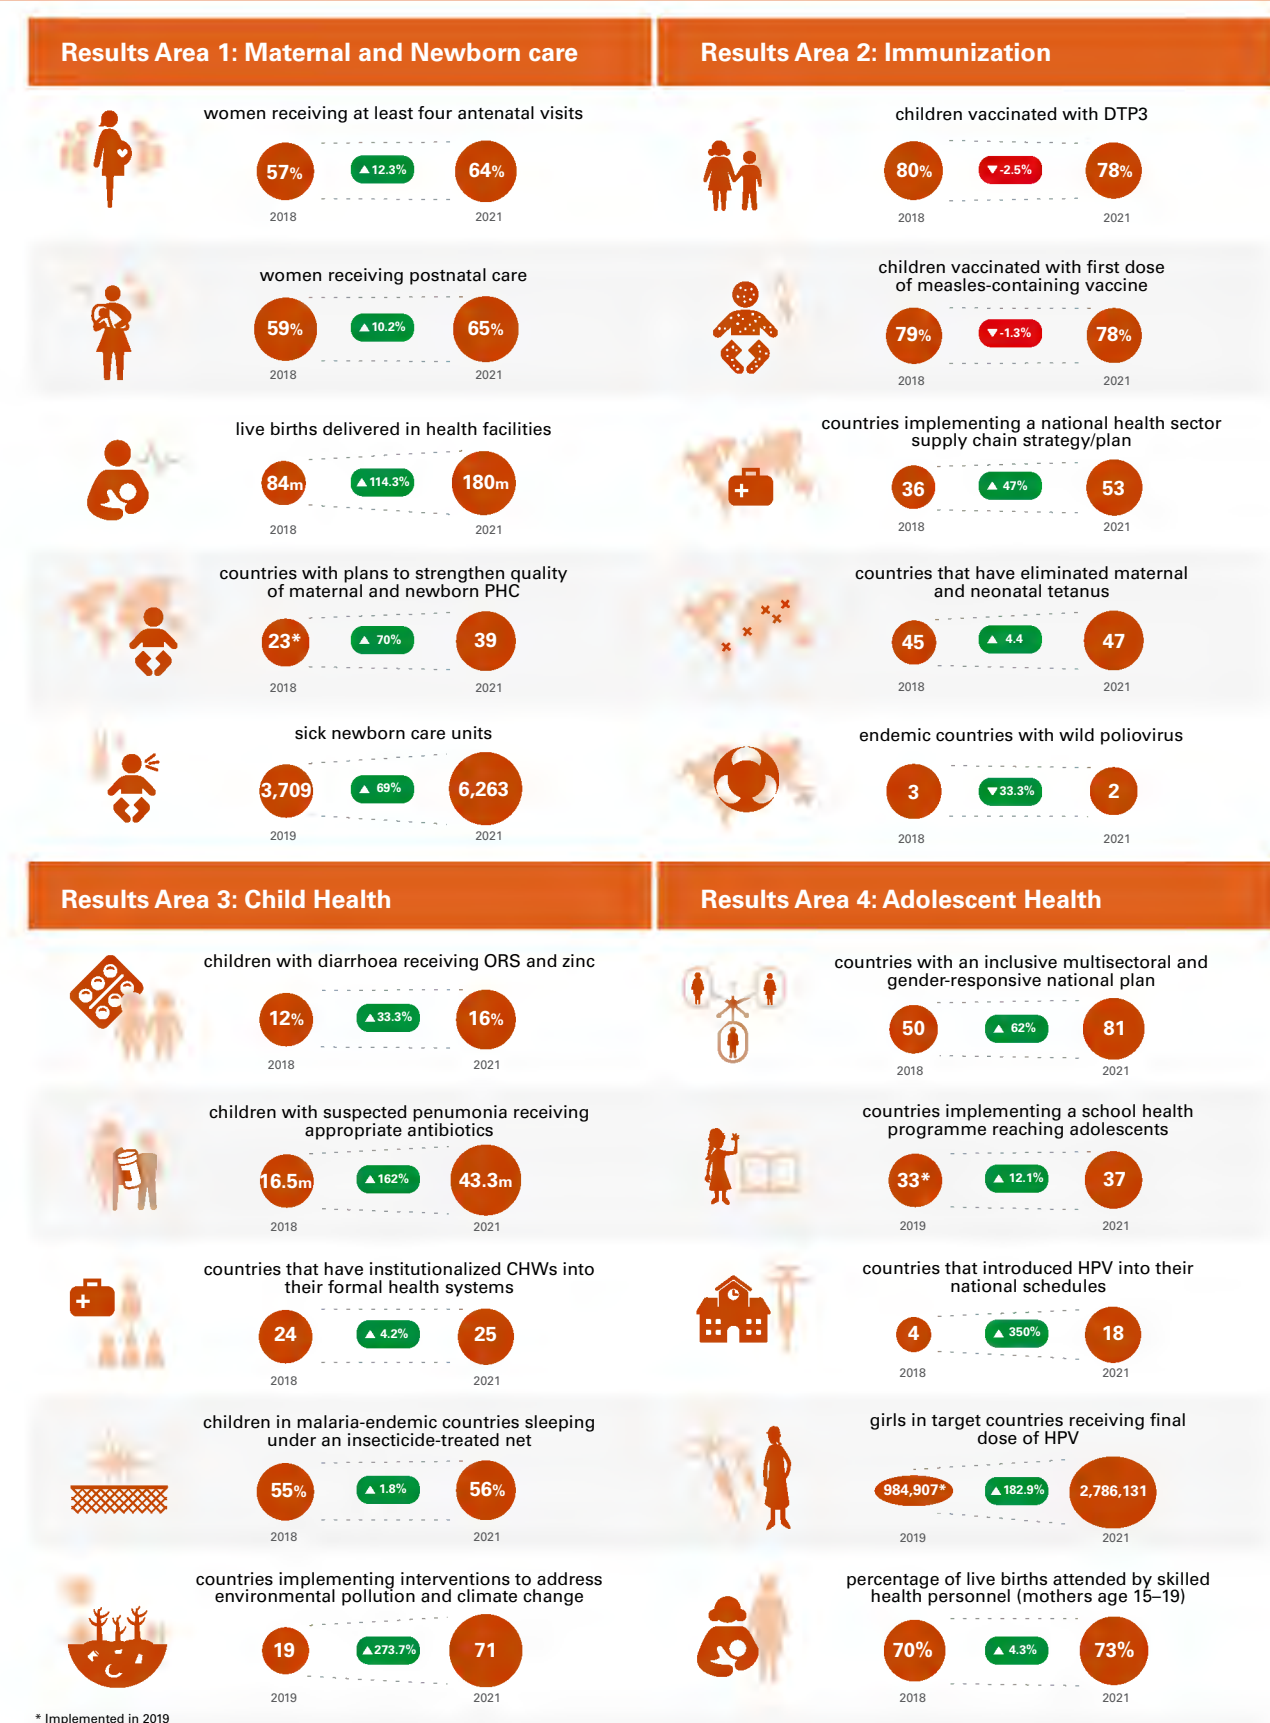 Results Area 1: Maternal and Newborn care
women receiving at least four antenatal visits
57%
▲12.3%
64%
2018
2021
women receiving postnatal care
59%
▲10.2%
65%
2018
2021
live births delivered in health facilities
84m
▲114.3%
180m
2018
2021
countries with plans to strengthen quality
of maternal and newborn PHC
23*
▲ 70%
39
2018
2021
sick newborn care units
3,709
▲ 69%
6,263
2019
2021
Results Area 2: Immunization
children vaccinated with DTP3
80%
▼-2.5%
78%
2018
2021
children vaccinated with first dose
of measles-containing vaccine
79%
▼-1.3%
78%
2018
2021
countries implementing a national health sector
supply chain strategy/plan
36
▲ 47%
53
2018
2021
countries that have eliminated maternal
and neonatal tetanus
45
▲ 4.4
47
2018
2021
endemic countries with wild poliovirus
3
▼33.3%
2
2018
2021
Results Area 3: Child Health
children with diarrhoea receiving ORS and zinc
12%
▲33.3%
16%
2018
2021
children with suspected penumonia receiving
appropriate antibiotics
16.5m
▲162%
43.3m
2018
2021
countries that have institutionalized CHWs into
their formal health systems
24
▲ 4.2%
25
2018
2021
children in malaria-endemic countries sleeping
under an insecticide-treated net
55%
▲ 1.8%
56%
2018
2021
countries implementing interventions to address
environmental pollution and climate change
19
▲273.7%
71
2019
2021
Results Area 4: Adolescent Health
countries with an inclusive multisectoral and
gender-responsive national plan
50
▲ 62%
81
2018
2021
countries implementing a school health
programme reaching adolescents
33*
▲ 12.1%
37
2019
2021
countries that introduced HPV into their
national schedules
4
▲ 350%
18
2018
2021
girls in target countries receiving final
dose of HPV
984,907*
▲182.9%
2,786,131
2019
2021
percentage of live births attended by skilled
health personnel (mothers age 15–19)
70%
▲ 4.3%
73%
2018
2021
* Implemented in 2019